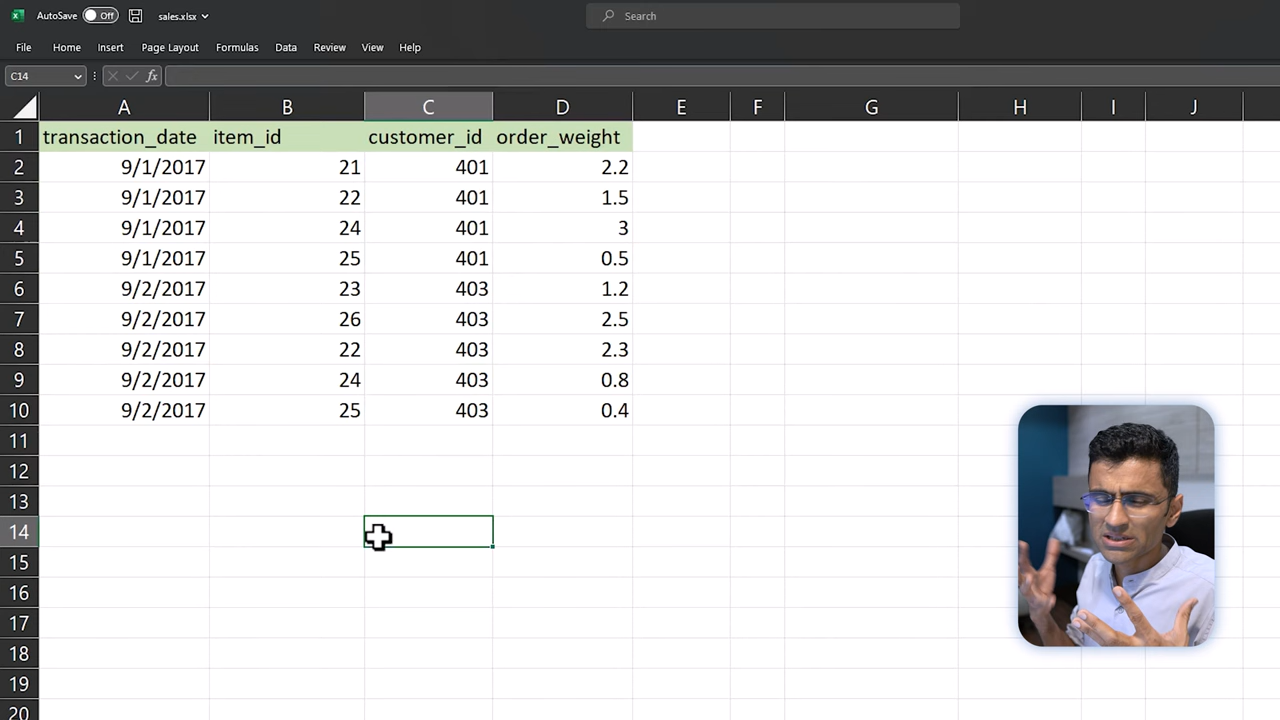 AutoSave Off sales.xlsx Search
File Home Insert Page Layout Formulas Data Review View Help
C14 fx
A B C D E F G H I J
1 transaction_date item_id customer_id order_weight
2 9/1/2017 21 401 2.2
3 9/1/2017 22 401 1.5
4 9/1/2017 24 401 3
5 9/1/2017 25 401 0.5
6 9/2/2017 23 403 1.2
7 9/2/2017 26 403 2.5
8 9/2/2017 22 403 2.3
9 9/2/2017 24 403 0.8
10 9/2/2017 25 403 0.4
11
12
13
14
15
16
17
18
19
20